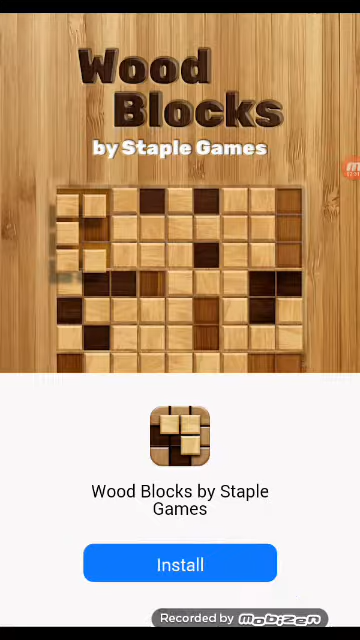 Wood
Blocks
by Staple Games
Wood Blocks by Staple
Games
Install
Recorded by mobizen